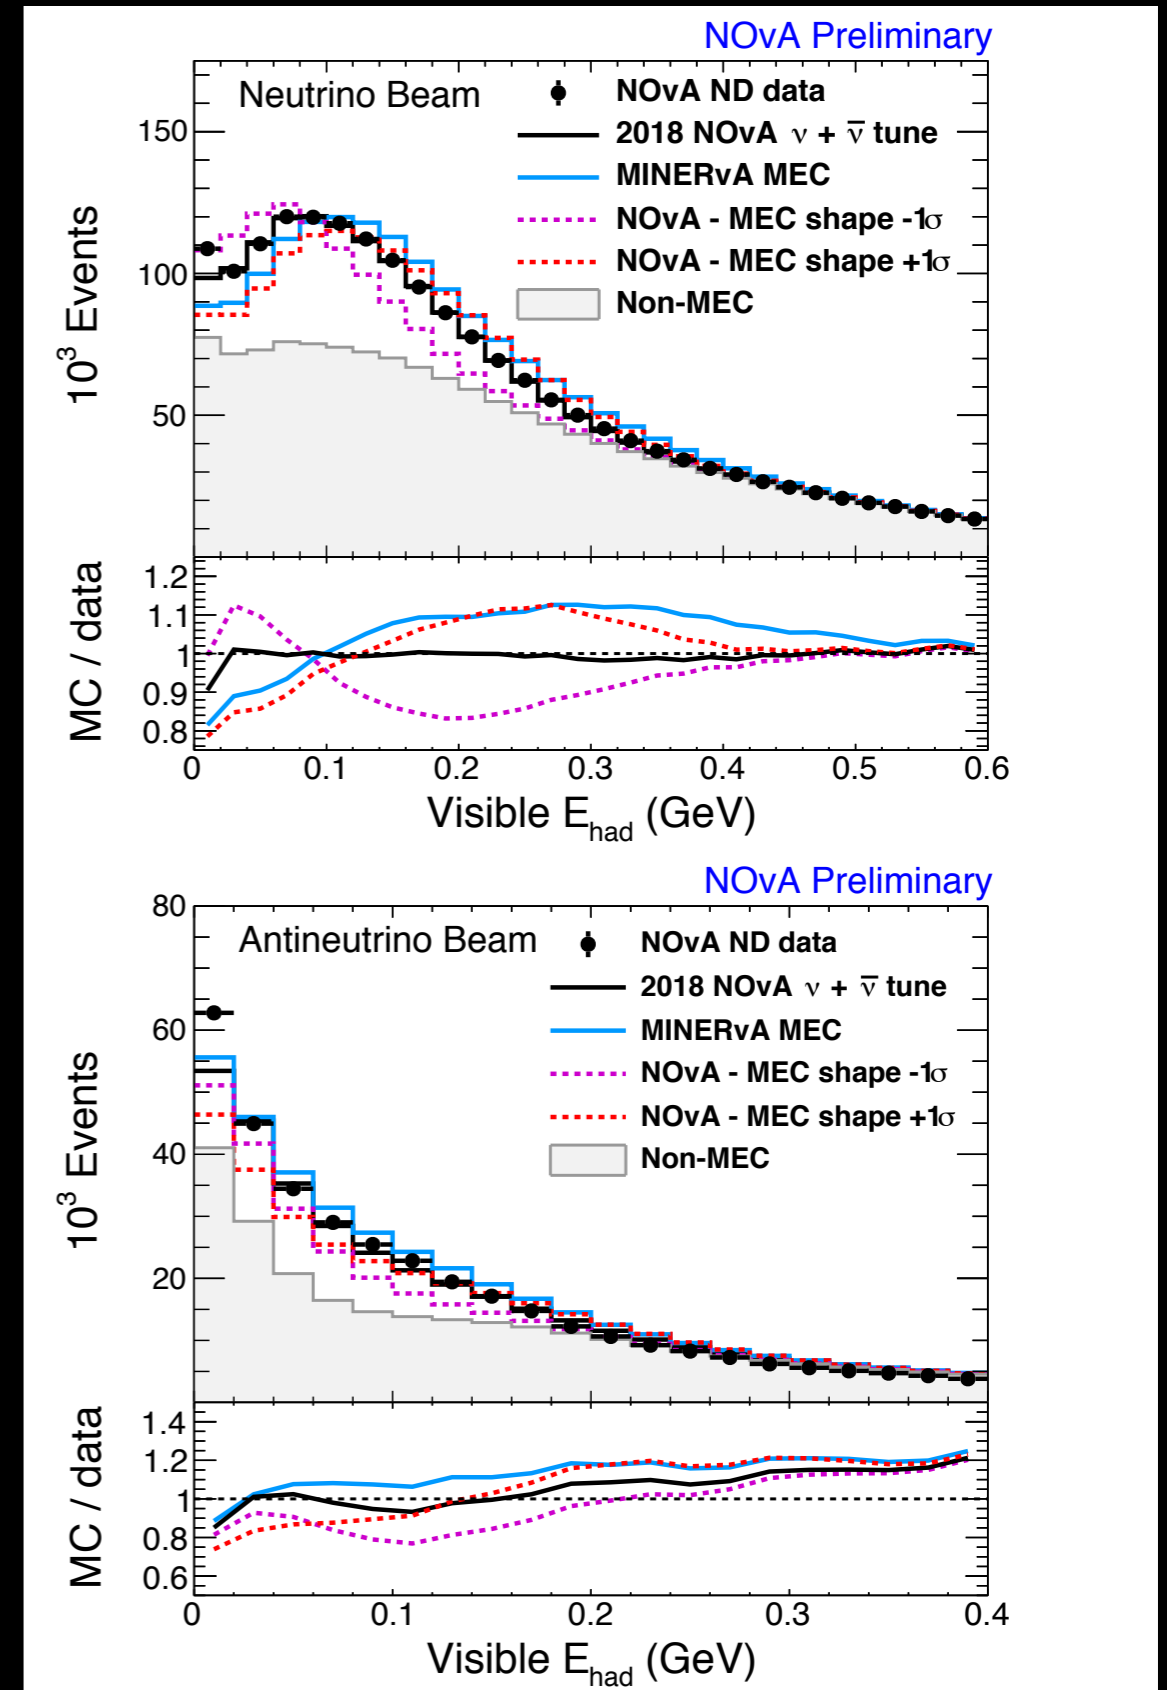 NOvA Preliminary
Neutrino Beam
NOvA ND data
2018 NOvA ν + ν̅ tune
MINERvA MEC
NOvA - MEC shape -1σ
NOvA - MEC shape +1σ
Non-MEC
10³ Events
150
100
50
MC / data
1.2
1.1
1
0.9
0.8
0 0.1 0.2 0.3 0.4 0.5 0.6
Visible E_had (GeV)
NOvA Preliminary
Antineutrino Beam
NOvA ND data
2018 NOvA ν + ν̅ tune
MINERvA MEC
NOvA - MEC shape -1σ
NOvA - MEC shape +1σ
Non-MEC
10³ Events
80
60
40
20
MC / data
1.4
1.2
1
0.8
0.6
0 0.1 0.2 0.3 0.4
Visible E_had (GeV)